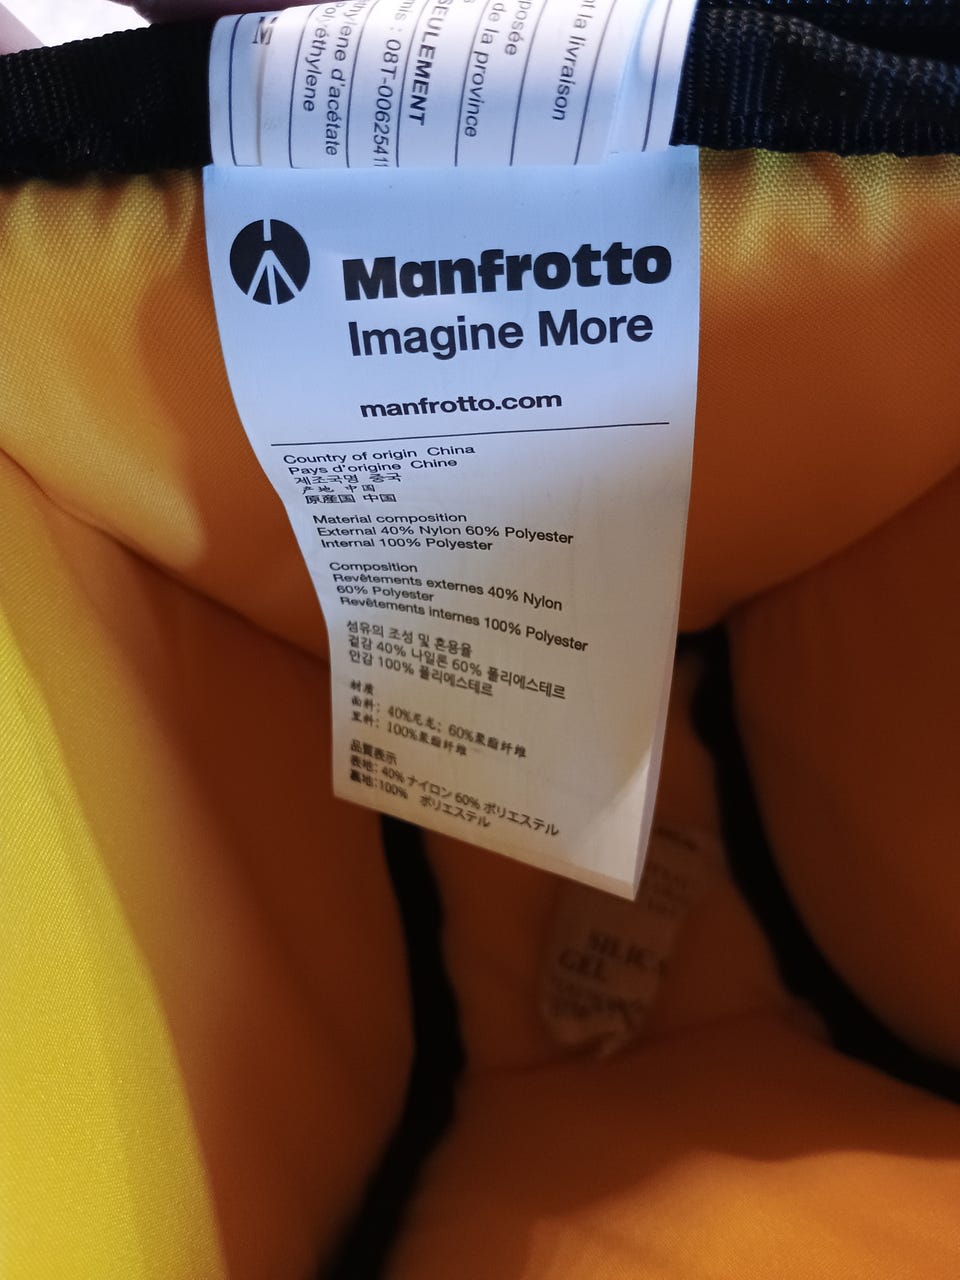 d'acétate
éthylene
08T-0062541
SEULEMENT
de la province
posée
la livraison
Manfrotto
Imagine More
manfrotto.com
Country of origin China
Pays d'origine Chine
제조국명 중국
产地 中国
原産国 中国
Material composition
External 40% Nylon 60% Polyester
Internal 100% Polyester
Composition
Revêtements externes 40% Nylon
60% Polyester
Revêtements internes 100% Polyester
섬유의 조성 및 혼용율
겉감 40% 나일론 60% 폴리에스테르
안감 100% 폴리에스테르
材质
面料: 40%尼龙; 60%聚酯纤维
里料: 100%聚酯纤维
品質表示
表地: 40% ナイロン 60% ポリエステル
裏地:100% ポリエステル
SILICA
GEL